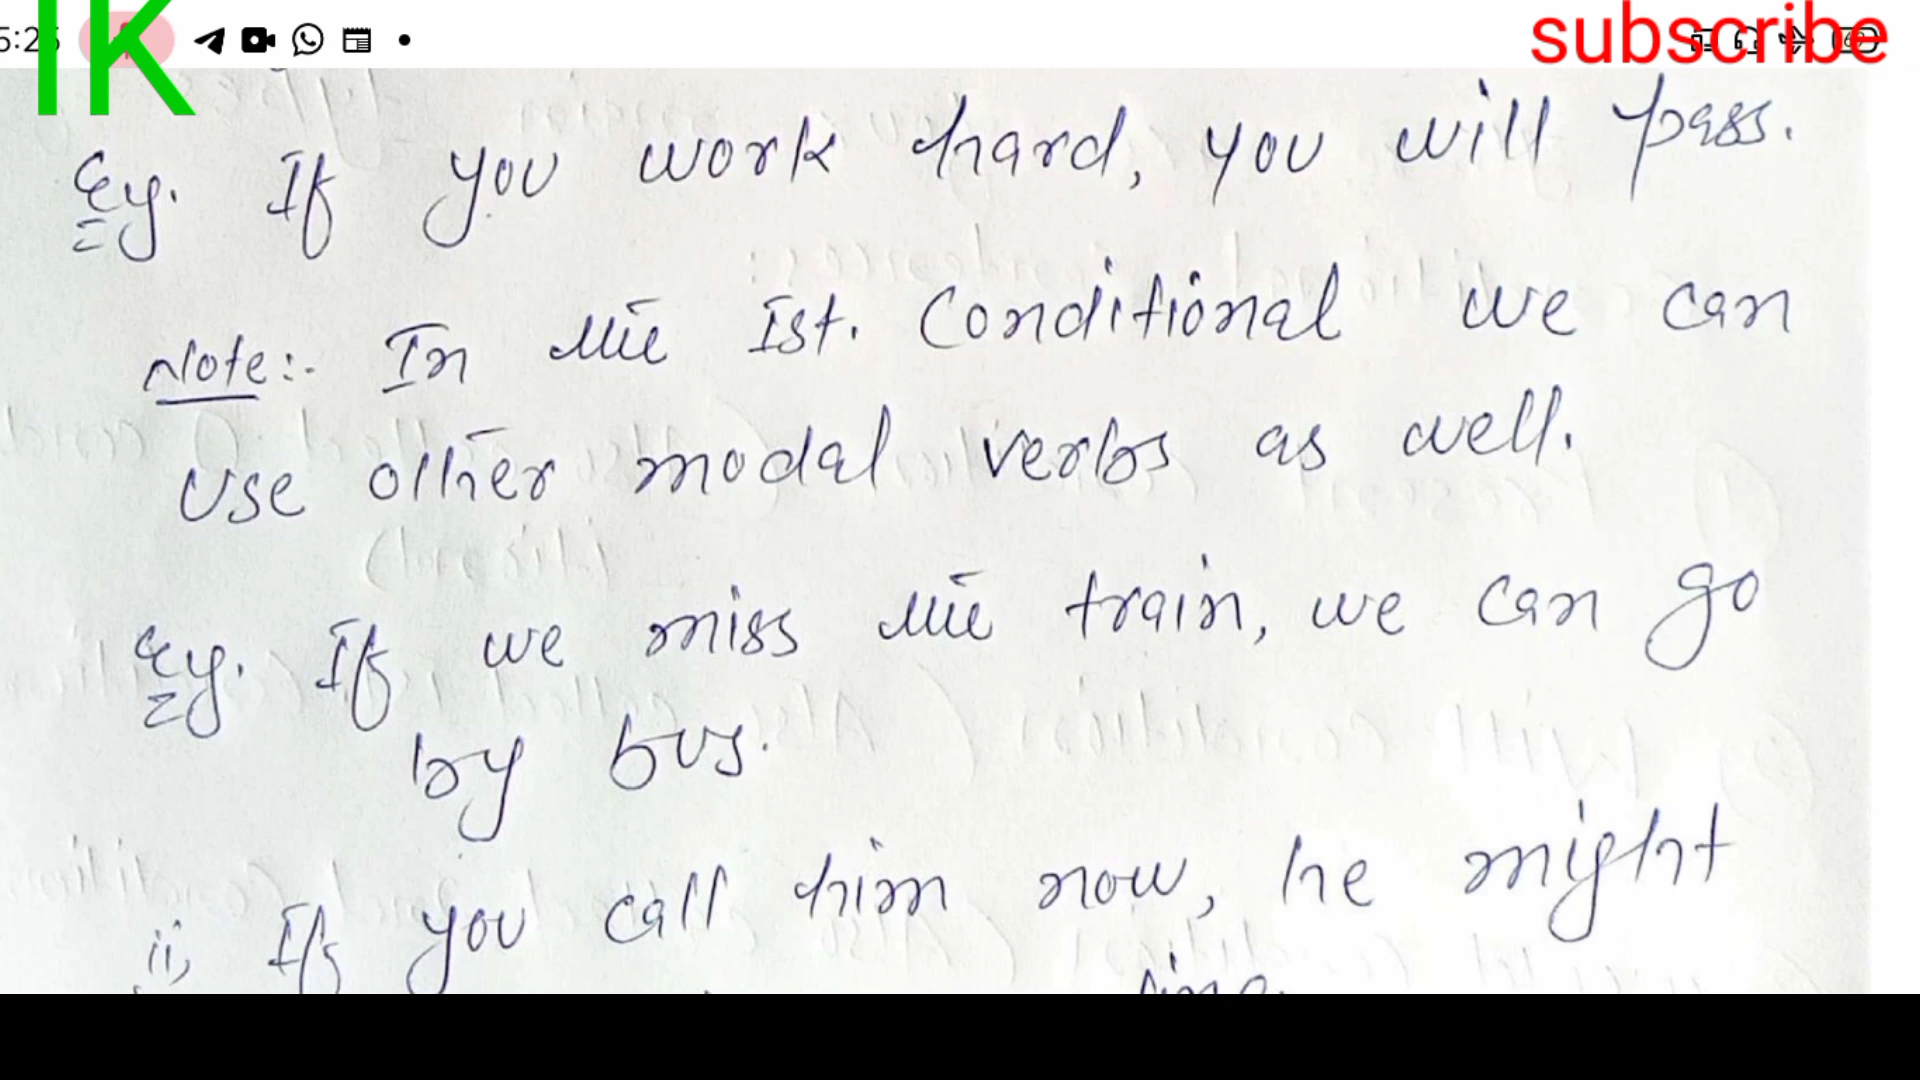 5:25
IK
subscribe
Eg. If you work hard, you will pass.
Note:- In the Ist. Conditional we can
use other modal verbs as well.
Eg. If we miss the train, we can go
by bus.
ii, If you call him now, he might